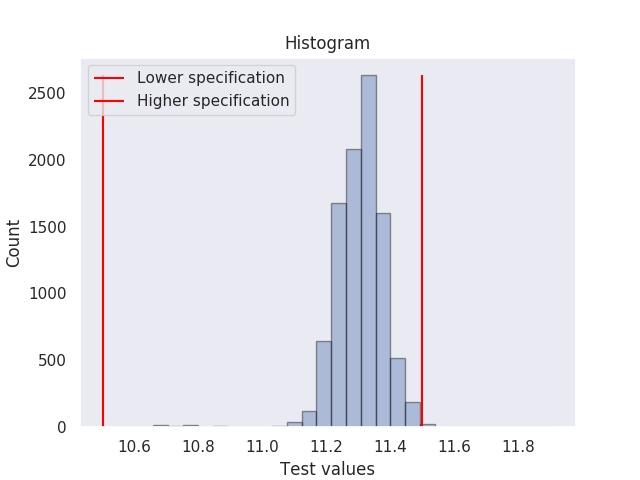 Histogram
Lower specification
Higher specification
2500
2000
1500
1000
500
0
Count
10.6 10.8 11.0 11.2 11.4 11.6 11.8
Test values